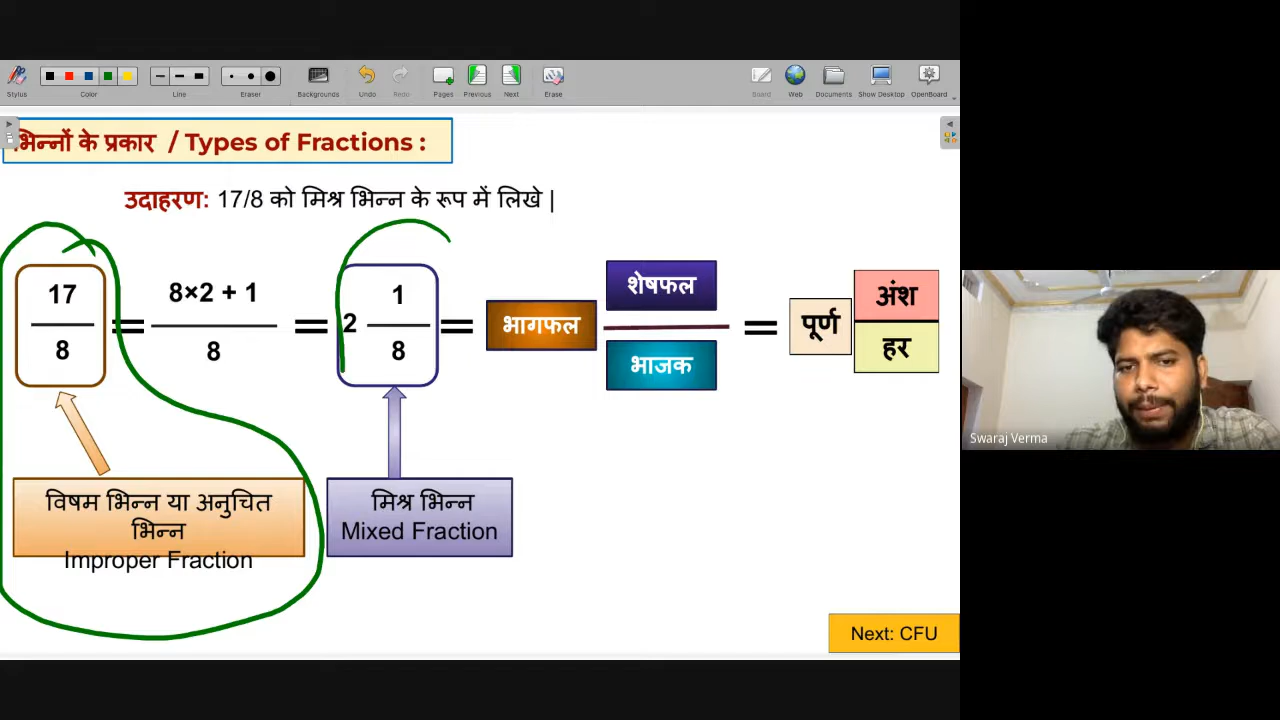 Stylus
Color
Line
Eraser
Backgrounds
Undo
Redo
Pages
Previous
Next
Erase
Board
Web
Documents
Show Desktop
OpenBoard
भिन्नों के प्रकार / Types of Fractions :
उदाहरण: 17/8 को मिश्र भिन्न के रूप में लिखे |
17
8
=
8×2 + 1
8
=
2
1
8
=
भागफल
शेषफल
भाजक
=
पूर्ण
अंश
हर
विषम भिन्न या अनुचित
भिन्न
Improper Fraction
मिश्र भिन्न
Mixed Fraction
Next: CFU
Swaraj Verma